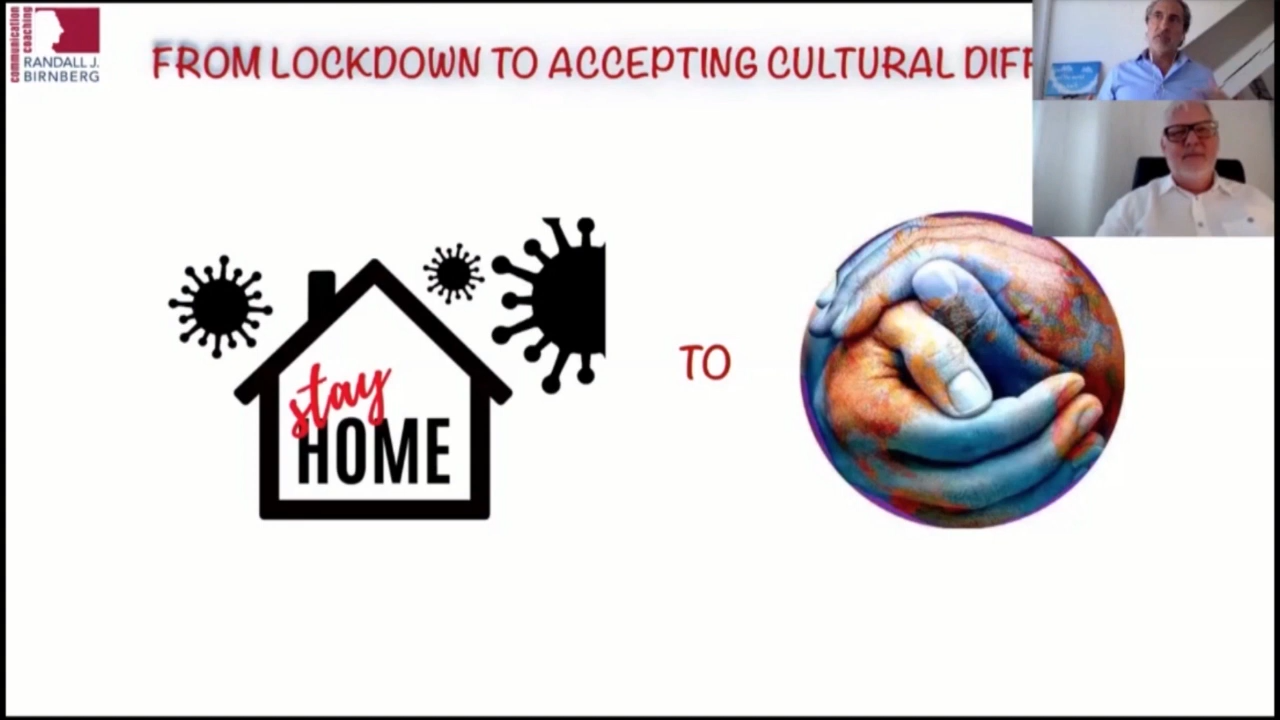 communication
coaching
RANDALL J.
BIRNBERG
FROM LOCKDOWN TO ACCEPTING CULTURAL DIFF
stay
HOME
TO